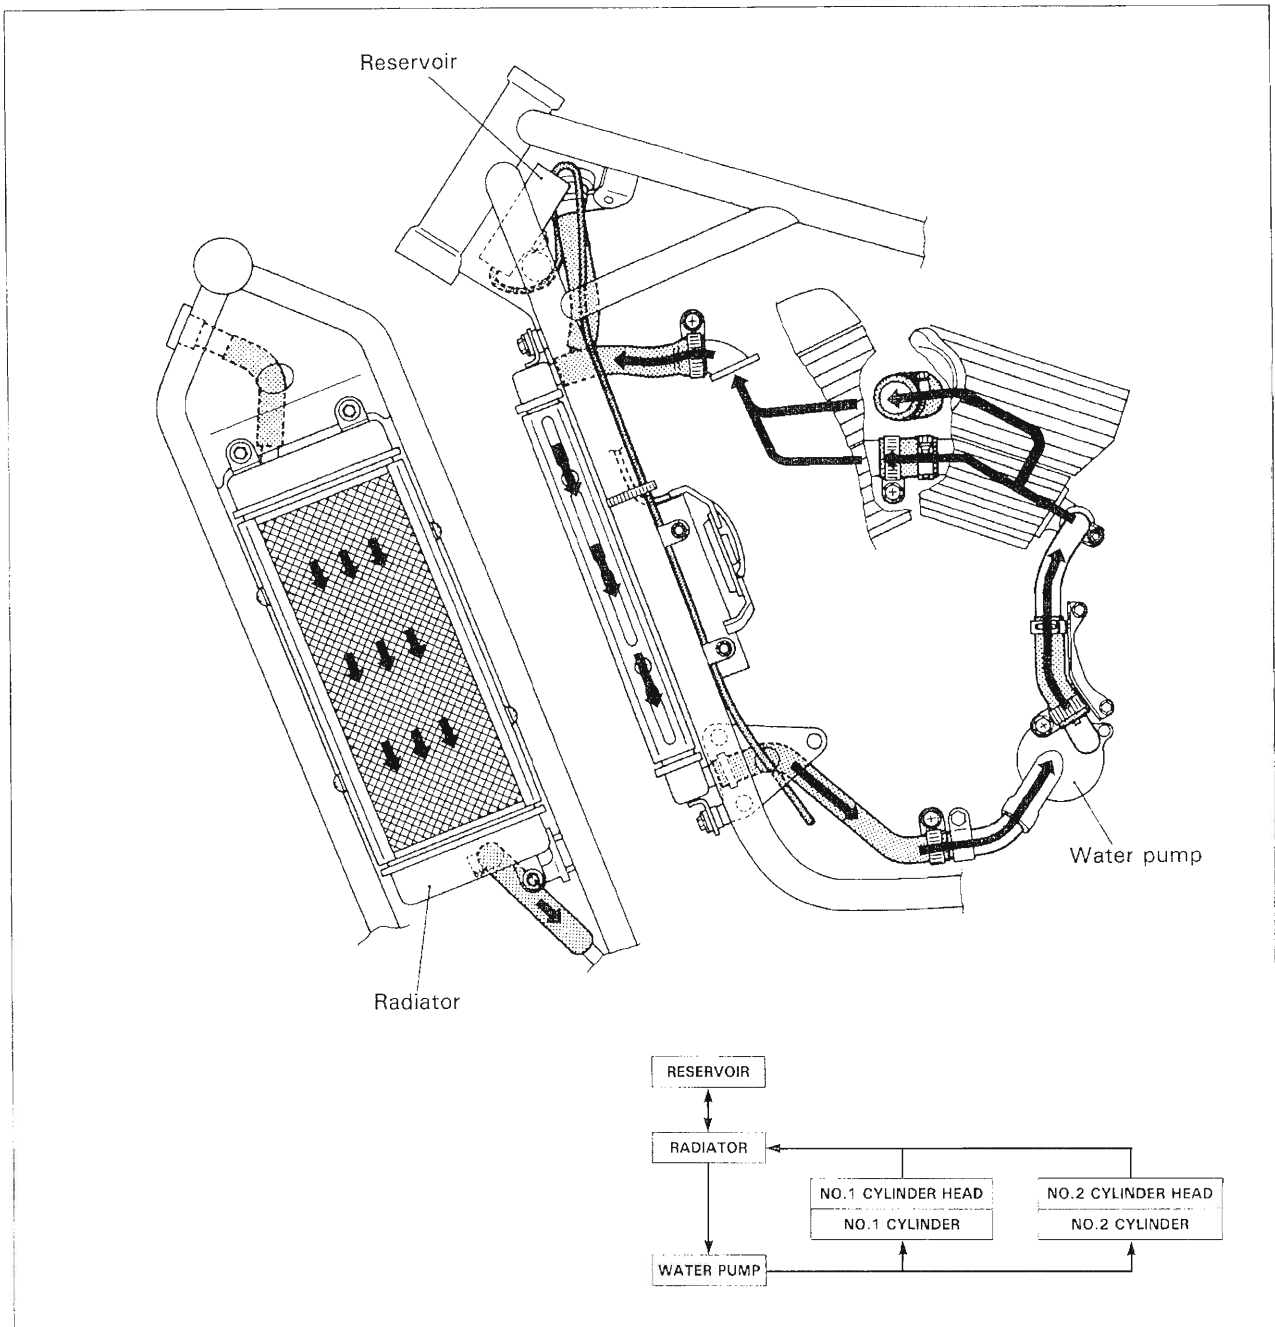 Reservoir
Water pump
Radiator
RESERVOIR
RADIATOR
NO.1 CYLINDER HEAD
NO.2 CYLINDER HEAD
NO.1 CYLINDER
NO.2 CYLINDER
WATER PUMP